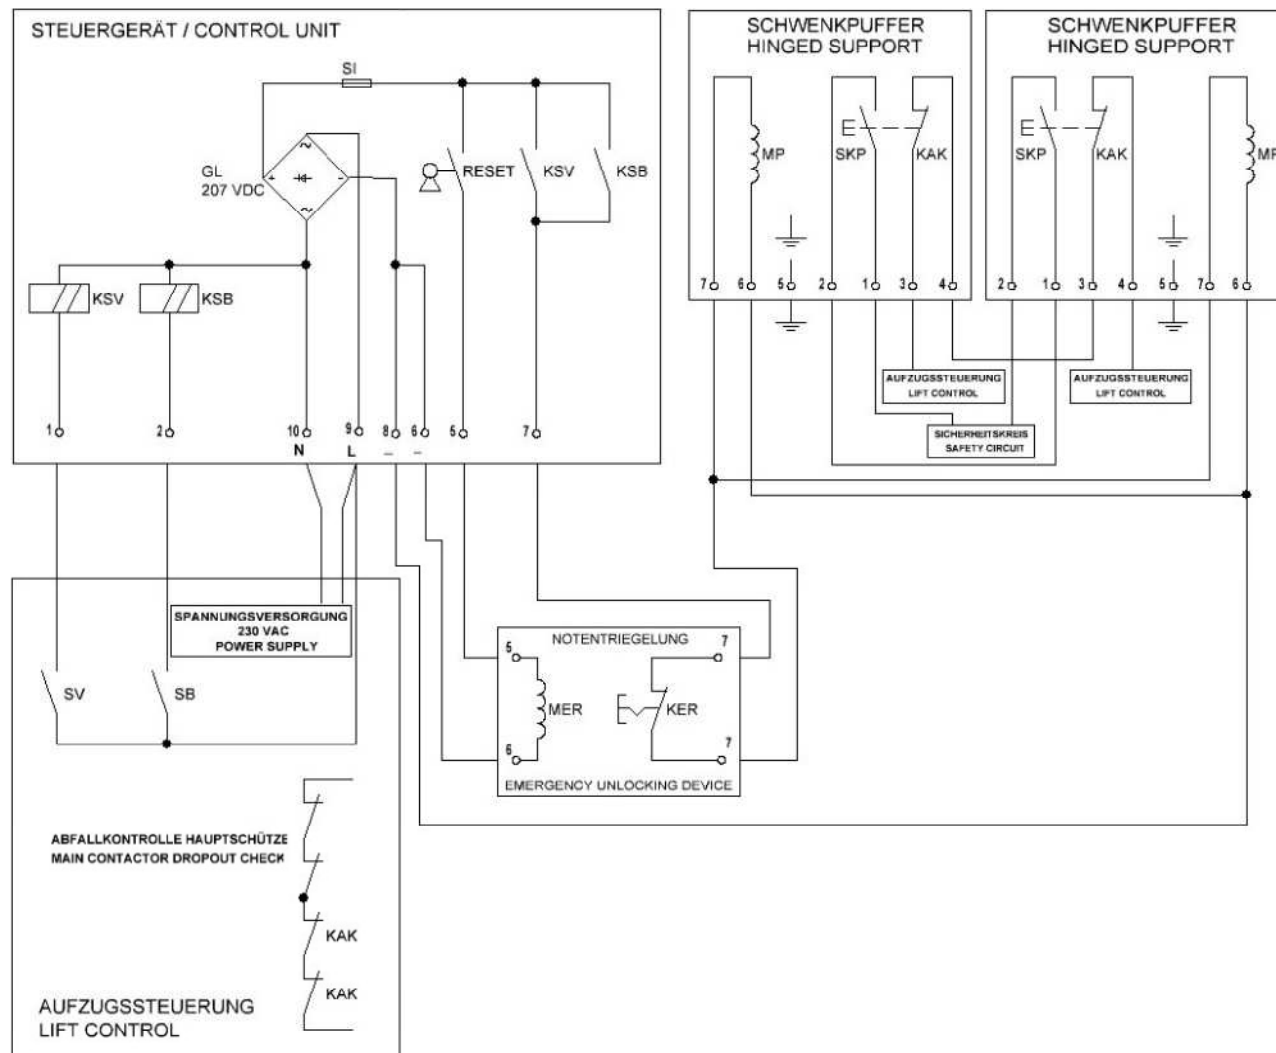 STEUERGERÄT / CONTROL UNIT
SI
GL
207 VDC
~
+
-
~
RESET
KSV
KSB
KSV
KSB
1
2
10
9
8
6
5
7
N
L
–
–
SCHWENKPUFFER
HINGED SUPPORT
MP
SKP
KAK
7
6
5
2
1
3
4
SCHWENKPUFFER
HINGED SUPPORT
SKP
KAK
MP
2
1
3
4
5
7
6
AUFZUGSSTEUERUNG
LIFT CONTROL
AUFZUGSSTEUERUNG
LIFT CONTROL
SICHERHEITSKREIS
SAFETY CIRCUIT
SPANNUNGSVERSORGUNG
230 VAC
POWER SUPPLY
SV
SB
NOTENTRIEGELUNG
5
7
MER
KER
6
7
EMERGENCY UNLOCKING DEVICE
ABFALLKONTROLLE HAUPTSCHÜTZE
MAIN CONTACTOR DROPOUT CHECK
KAK
KAK
AUFZUGSSTEUERUNG
LIFT CONTROL